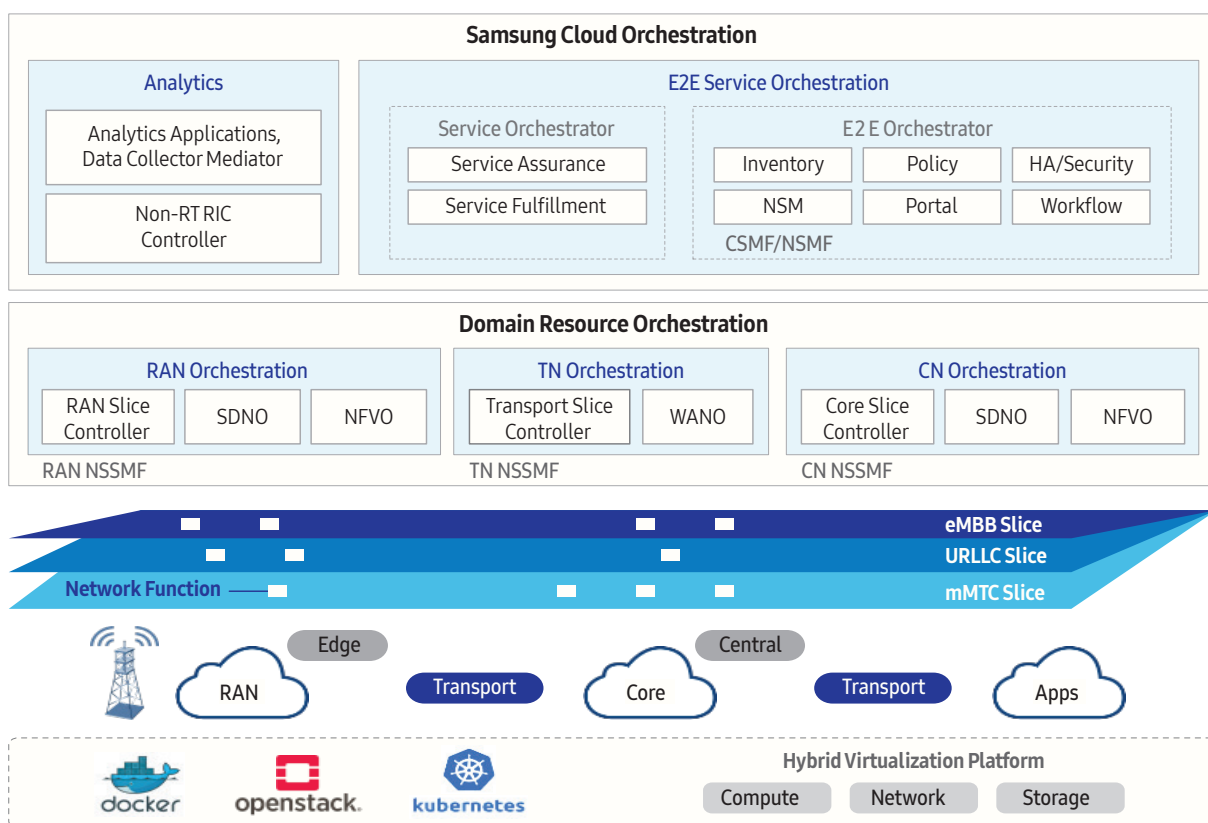 Samsung Cloud Orchestration
Analytics
Analytics Applications,
Data Collector Mediator
Non-RT RIC
Controller
E2E Service Orchestration
Service Orchestrator
Service Assurance
Service Fulfillment
E2 E Orchestrator
Inventory
Policy
HA/Security
NSM
Portal
Workflow
CSMF/NSMF
Domain Resource Orchestration
RAN Orchestration
RAN Slice
Controller
SDNO
NFVO
RAN NSSMF
TN Orchestration
Transport Slice
Controller
WANO
TN NSSMF
CN Orchestration
Core Slice
Controller
SDNO
NFVO
CN NSSMF
eMBB Slice
URLLC Slice
Network Function
mMTC Slice
Edge
Central
RAN
Transport
Core
Transport
Apps
docker
openstack.
kubernetes
Hybrid Virtualization Platform
Compute
Network
Storage